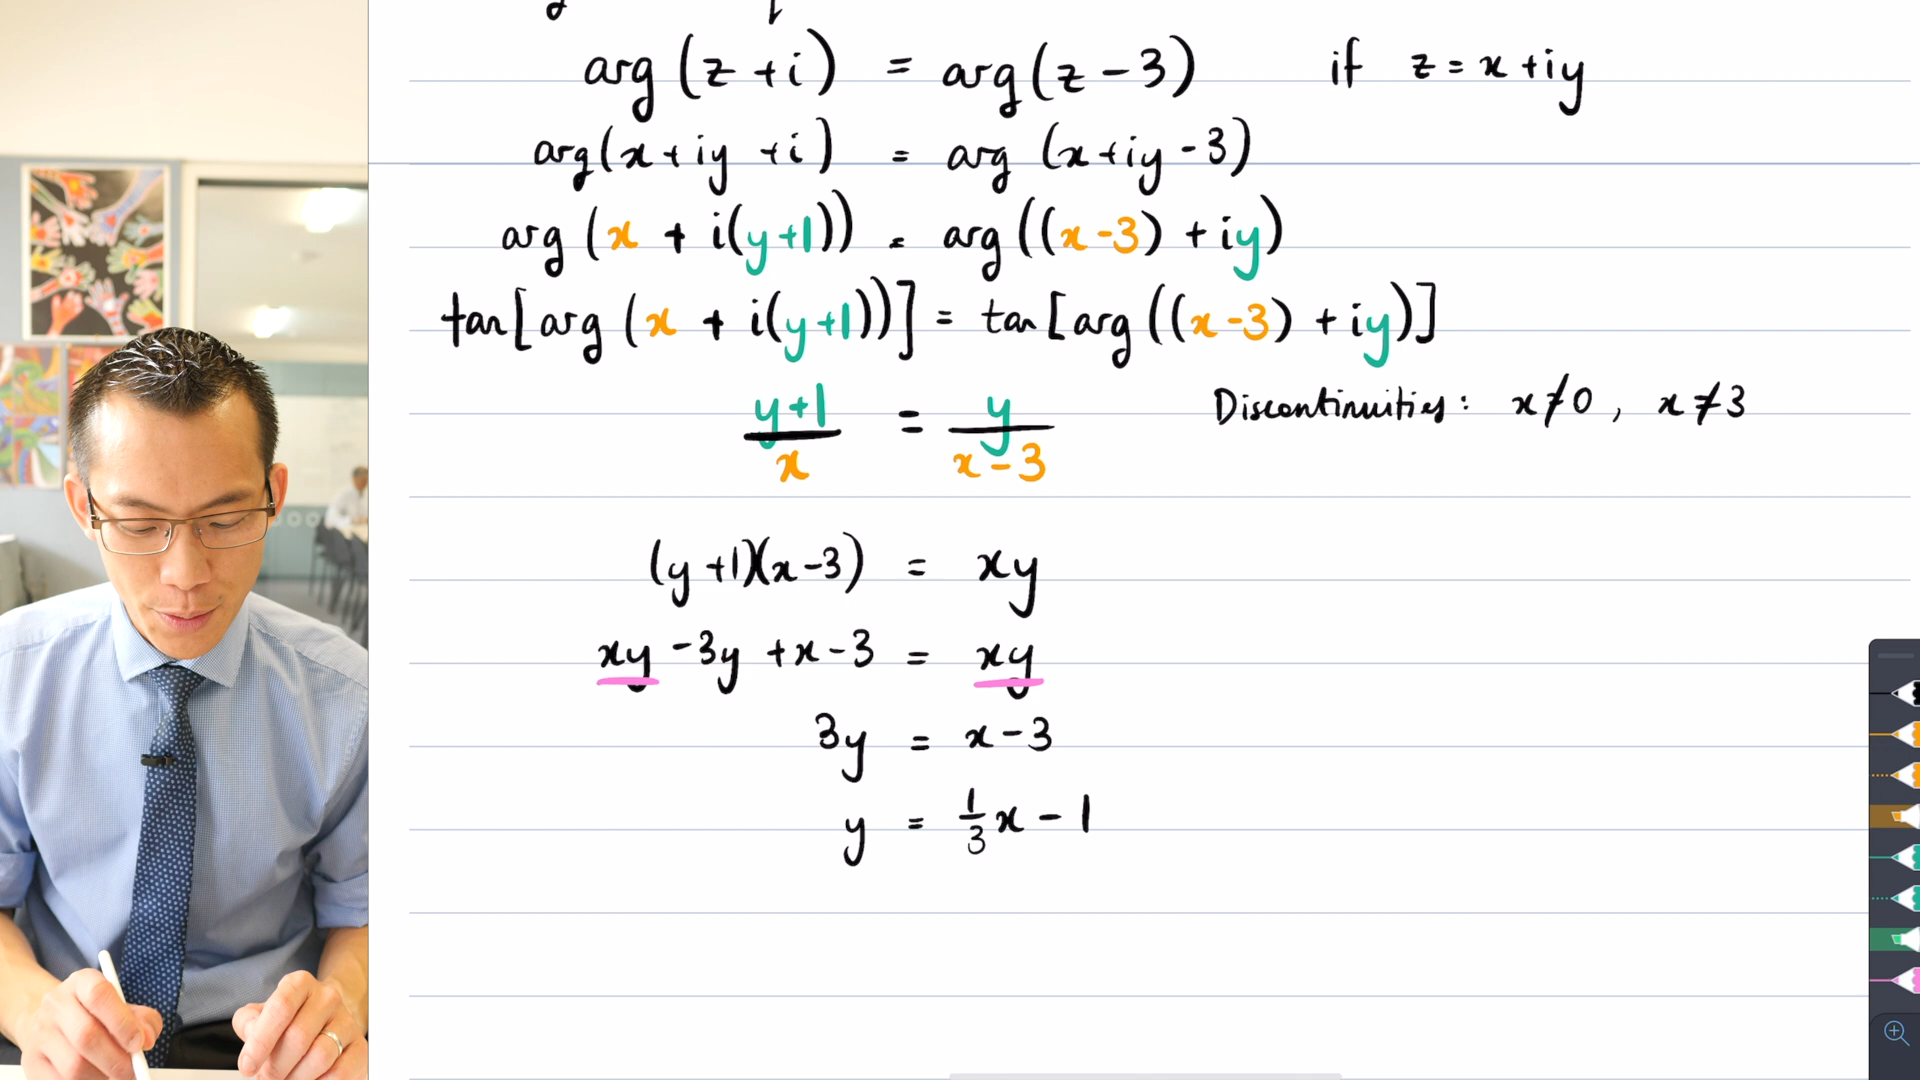 arg (z + i) = arg (z - 3) if z = x + iy
arg (x + iy + i) = arg (x + iy - 3)
arg (x + i(y+1)) = arg ((x-3) + iy)
tan [arg (x + i(y+1))] = tan [arg ((x-3) + iy)]
y+1 / x = y / x-3 Discontinuities: x≠0, x≠3
(y+1)(x-3) = xy
xy - 3y + x - 3 = xy
3y = x - 3
y = 1/3 x - 1